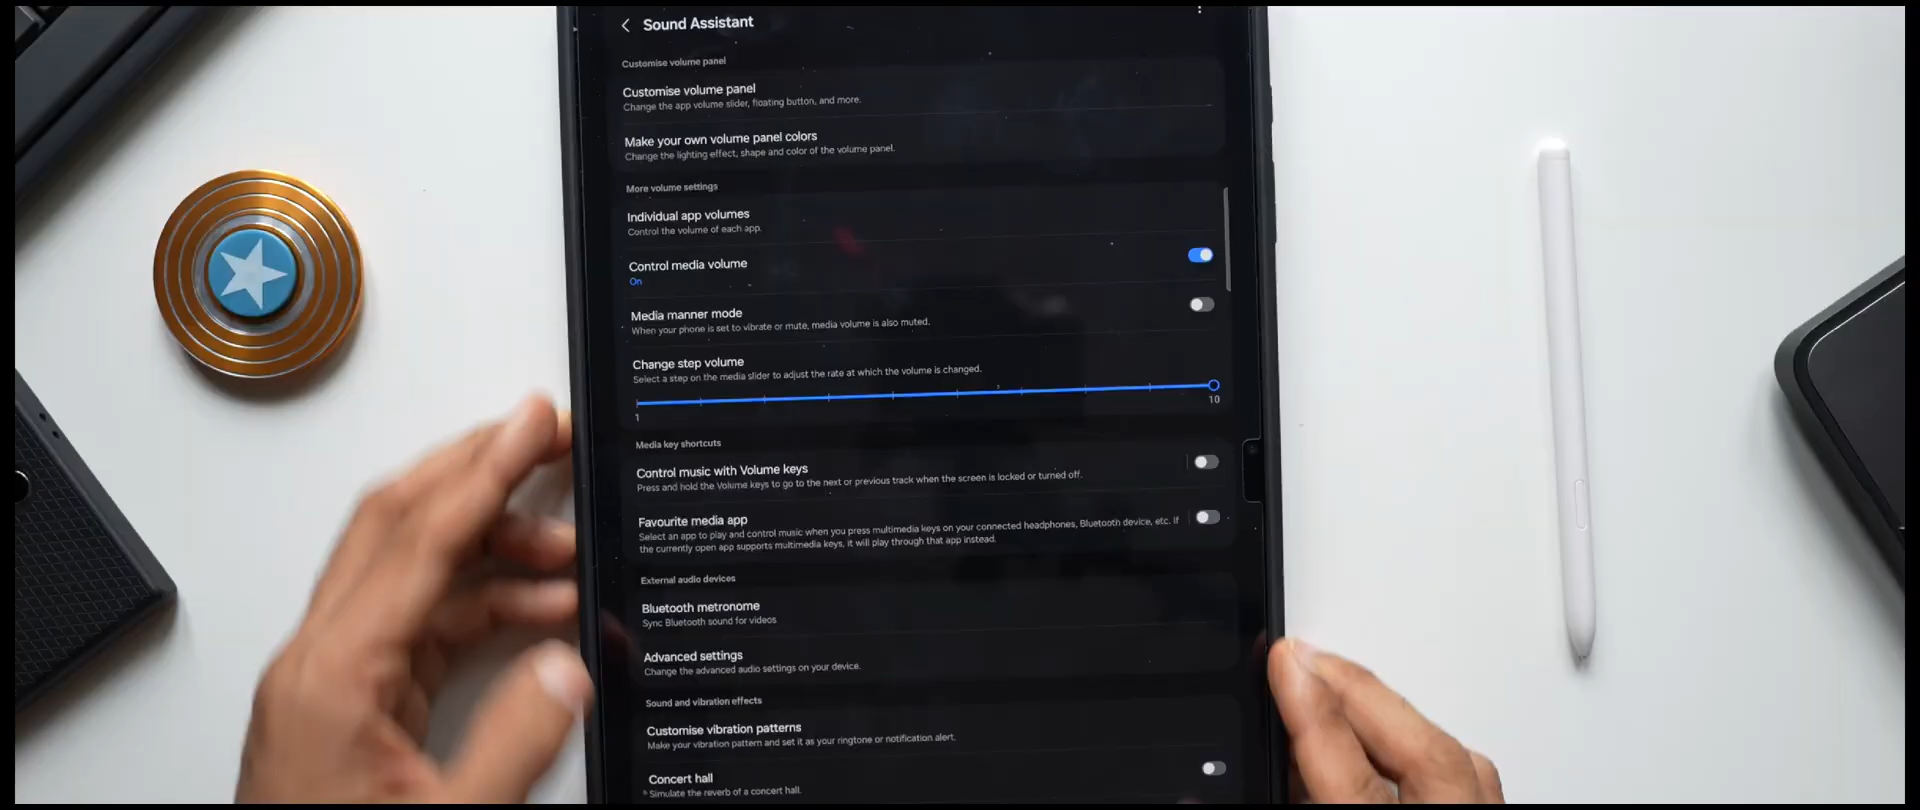 Sound Assistant
Customise volume panel
Customise volume panel
Change the app volume slider, floating button, and more.
Make your own volume panel colors
Change the lighting effect, shape and color of the volume panel.
More volume settings
Individual app volumes
Control the volume of each app.
Control media volume
On
Media manner mode
When your phone is set to vibrate or mute, media volume is also muted.
Change step volume
Select a step on the media slider to adjust the rate at which the volume is changed.
1
10
Media key shortcuts
Control music with Volume keys
Press and hold the Volume keys to go to the next or previous track when the screen is locked or turned off.
Favourite media app
Select an app to play and control music when you press multimedia keys on your connected headphones, Bluetooth device, etc. If
the currently open app supports multimedia keys, it will play through that app instead.
External audio devices
Bluetooth metronome
Sync Bluetooth sound for videos
Advanced settings
Change the advanced audio settings on your device.
Sound and vibration effects
Customise vibration patterns
Make your vibration pattern and set it as your ringtone or notification alert.
Concert hall
Simulate the reverb of a concert hall.